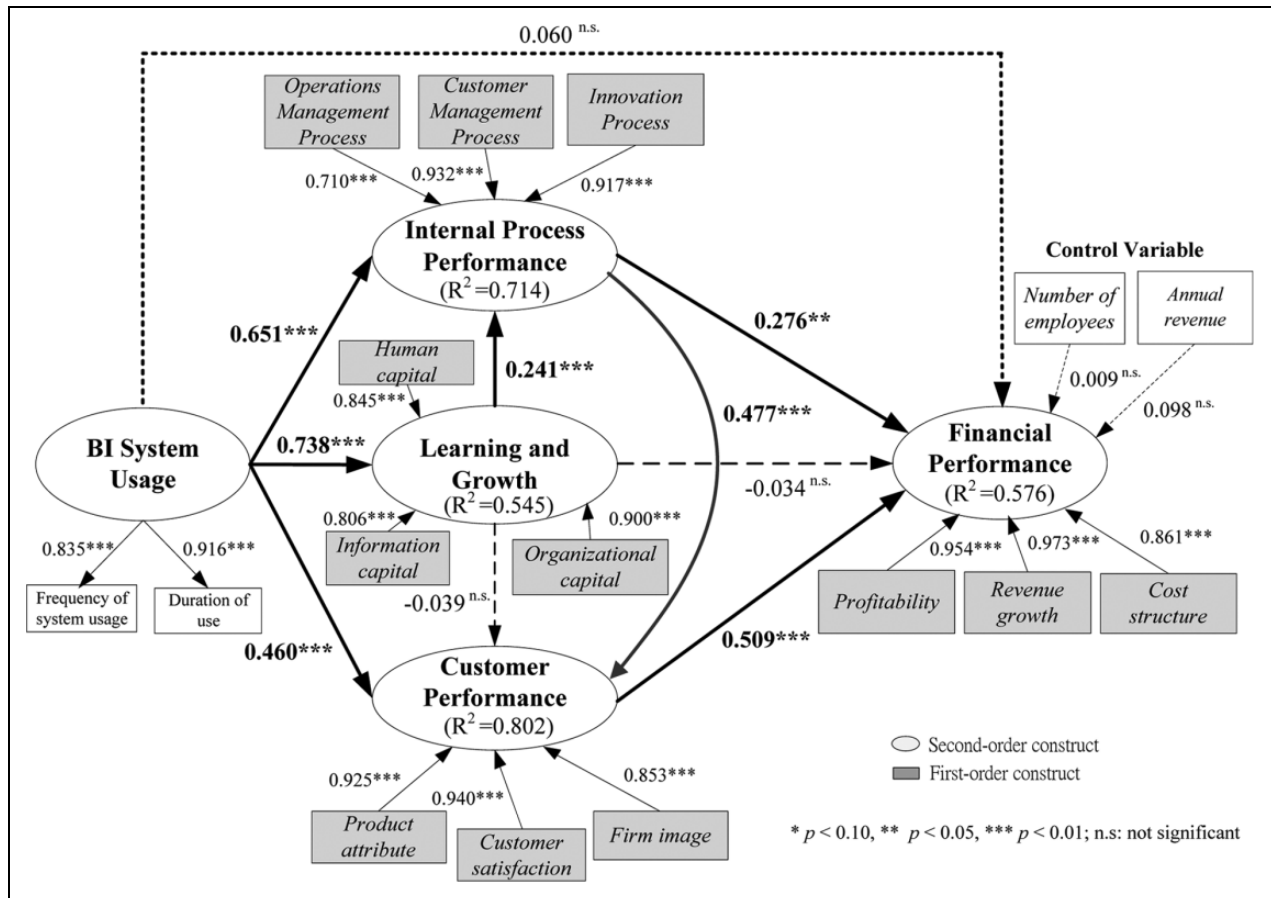 0.060 n.s.
Operations
Management
Process
Customer
Management
Process
Innovation
Process
0.710***
0.932***
0.917***
Internal Process
Performance
(R2 =0.714)
Control Variable
Number of
employees
Annual
revenue
0.651***
0.276**
Human
capital
0.241***
0.845***
0.009 n.s.
0.098 n.s.
0.477***
BI System
Usage
0.738***
Learning and
Growth
(R2 =0.545)
Financial
Performance
(R2 =0.576)
-0.034 n.s.
0.806***
0.900***
Information
capital
Organizational
capital
0.835***
0.916***
0.954***
0.973***
0.861***
Frequency of
system usage
Duration of
use
-0.039 n.s.
Profitability
Revenue
growth
Cost
structure
0.460***
0.509***
Customer
Performance
(R2 =0.802)
Second-order construct
First-order construct
0.925***
0.940***
0.853***
Product
attribute
Customer
satisfaction
Firm image
* p < 0.10, ** p < 0.05, *** p < 0.01; n.s: not significant